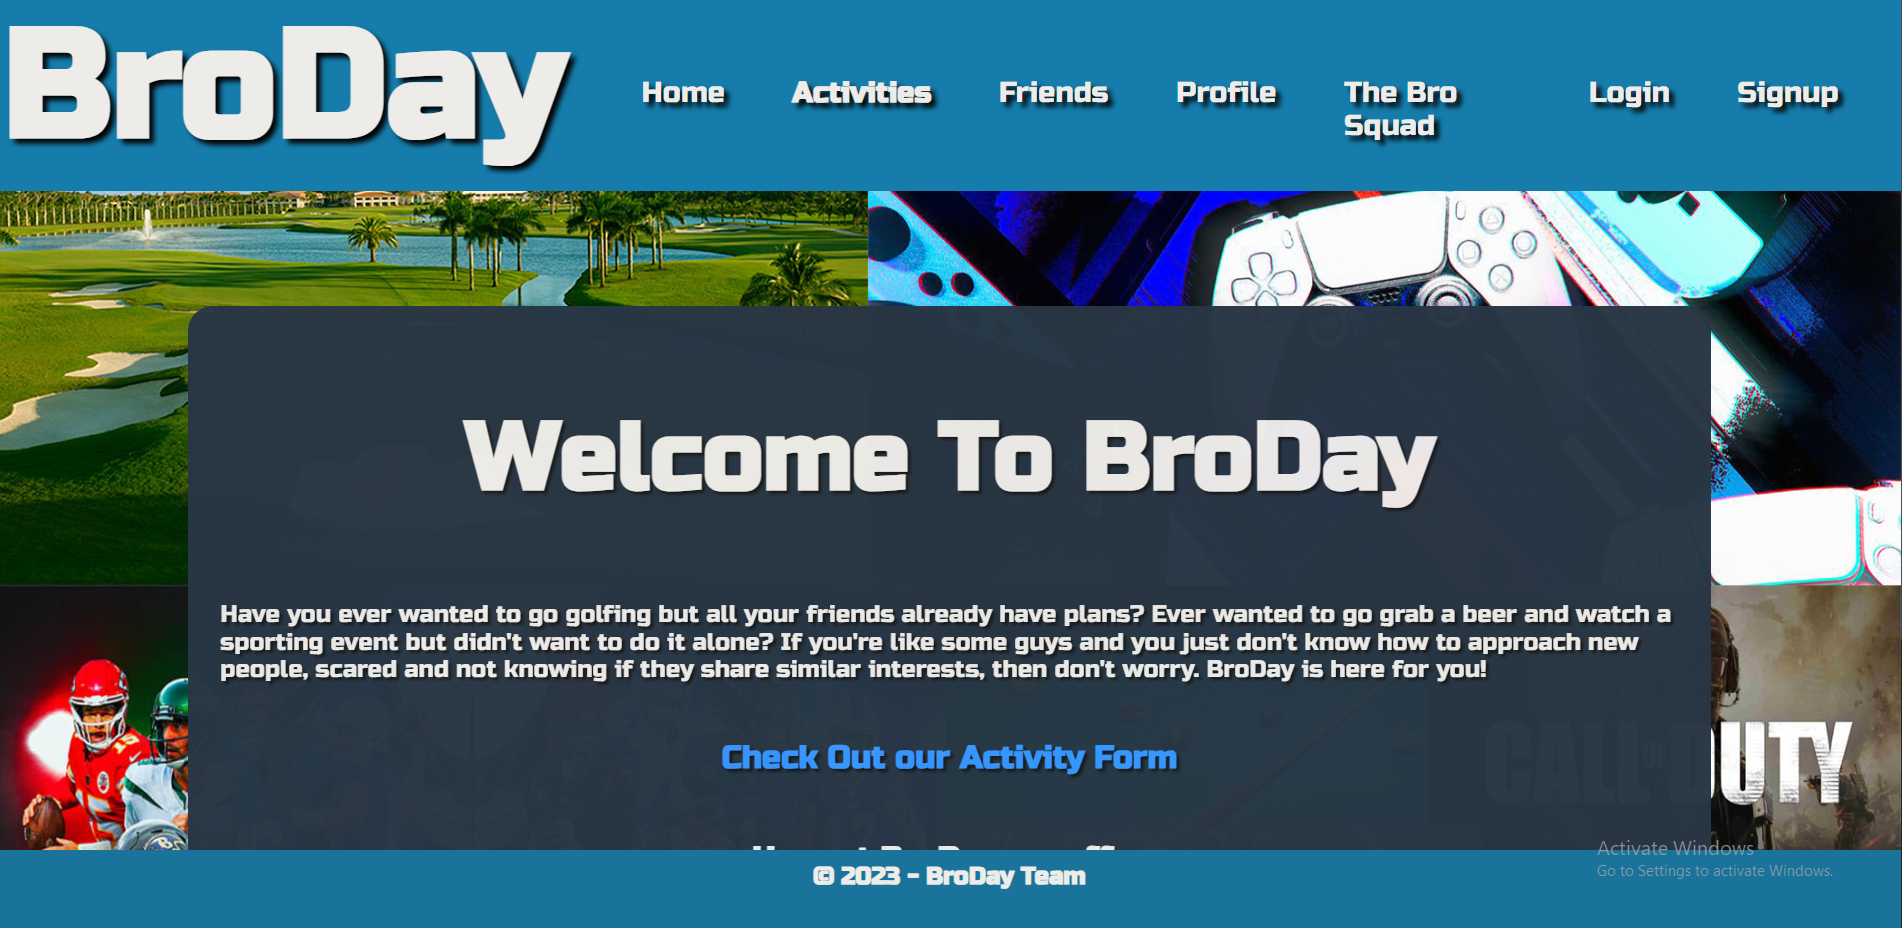 BroDay
Home
Activities
Friends
Profile
The Bro
Squad
Login
Signup
Welcome To BroDay
Have you ever wanted to go golfing but all your friends already have plans? Ever wanted to go grab a beer and watch a
sporting event but didn't want to do it alone? If you're like some guys and you just don't know how to approach new
people, scared and not knowing if they share similar interests, then don't worry. BroDay is here for you!
15
CALL OF DUTY
Check Out our Activity Form
Activate Windows
Go to Settings to activate Windows.
© 2023 - BroDay Team